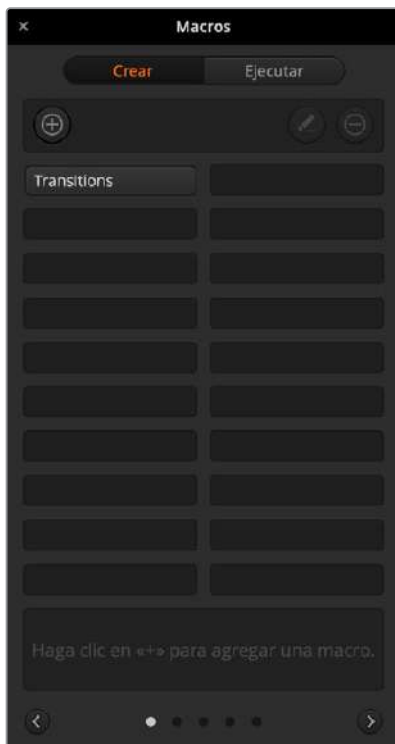 Macros
Crear Ejecutar
Transitions
Haga clic en «+» para agregar una macro.